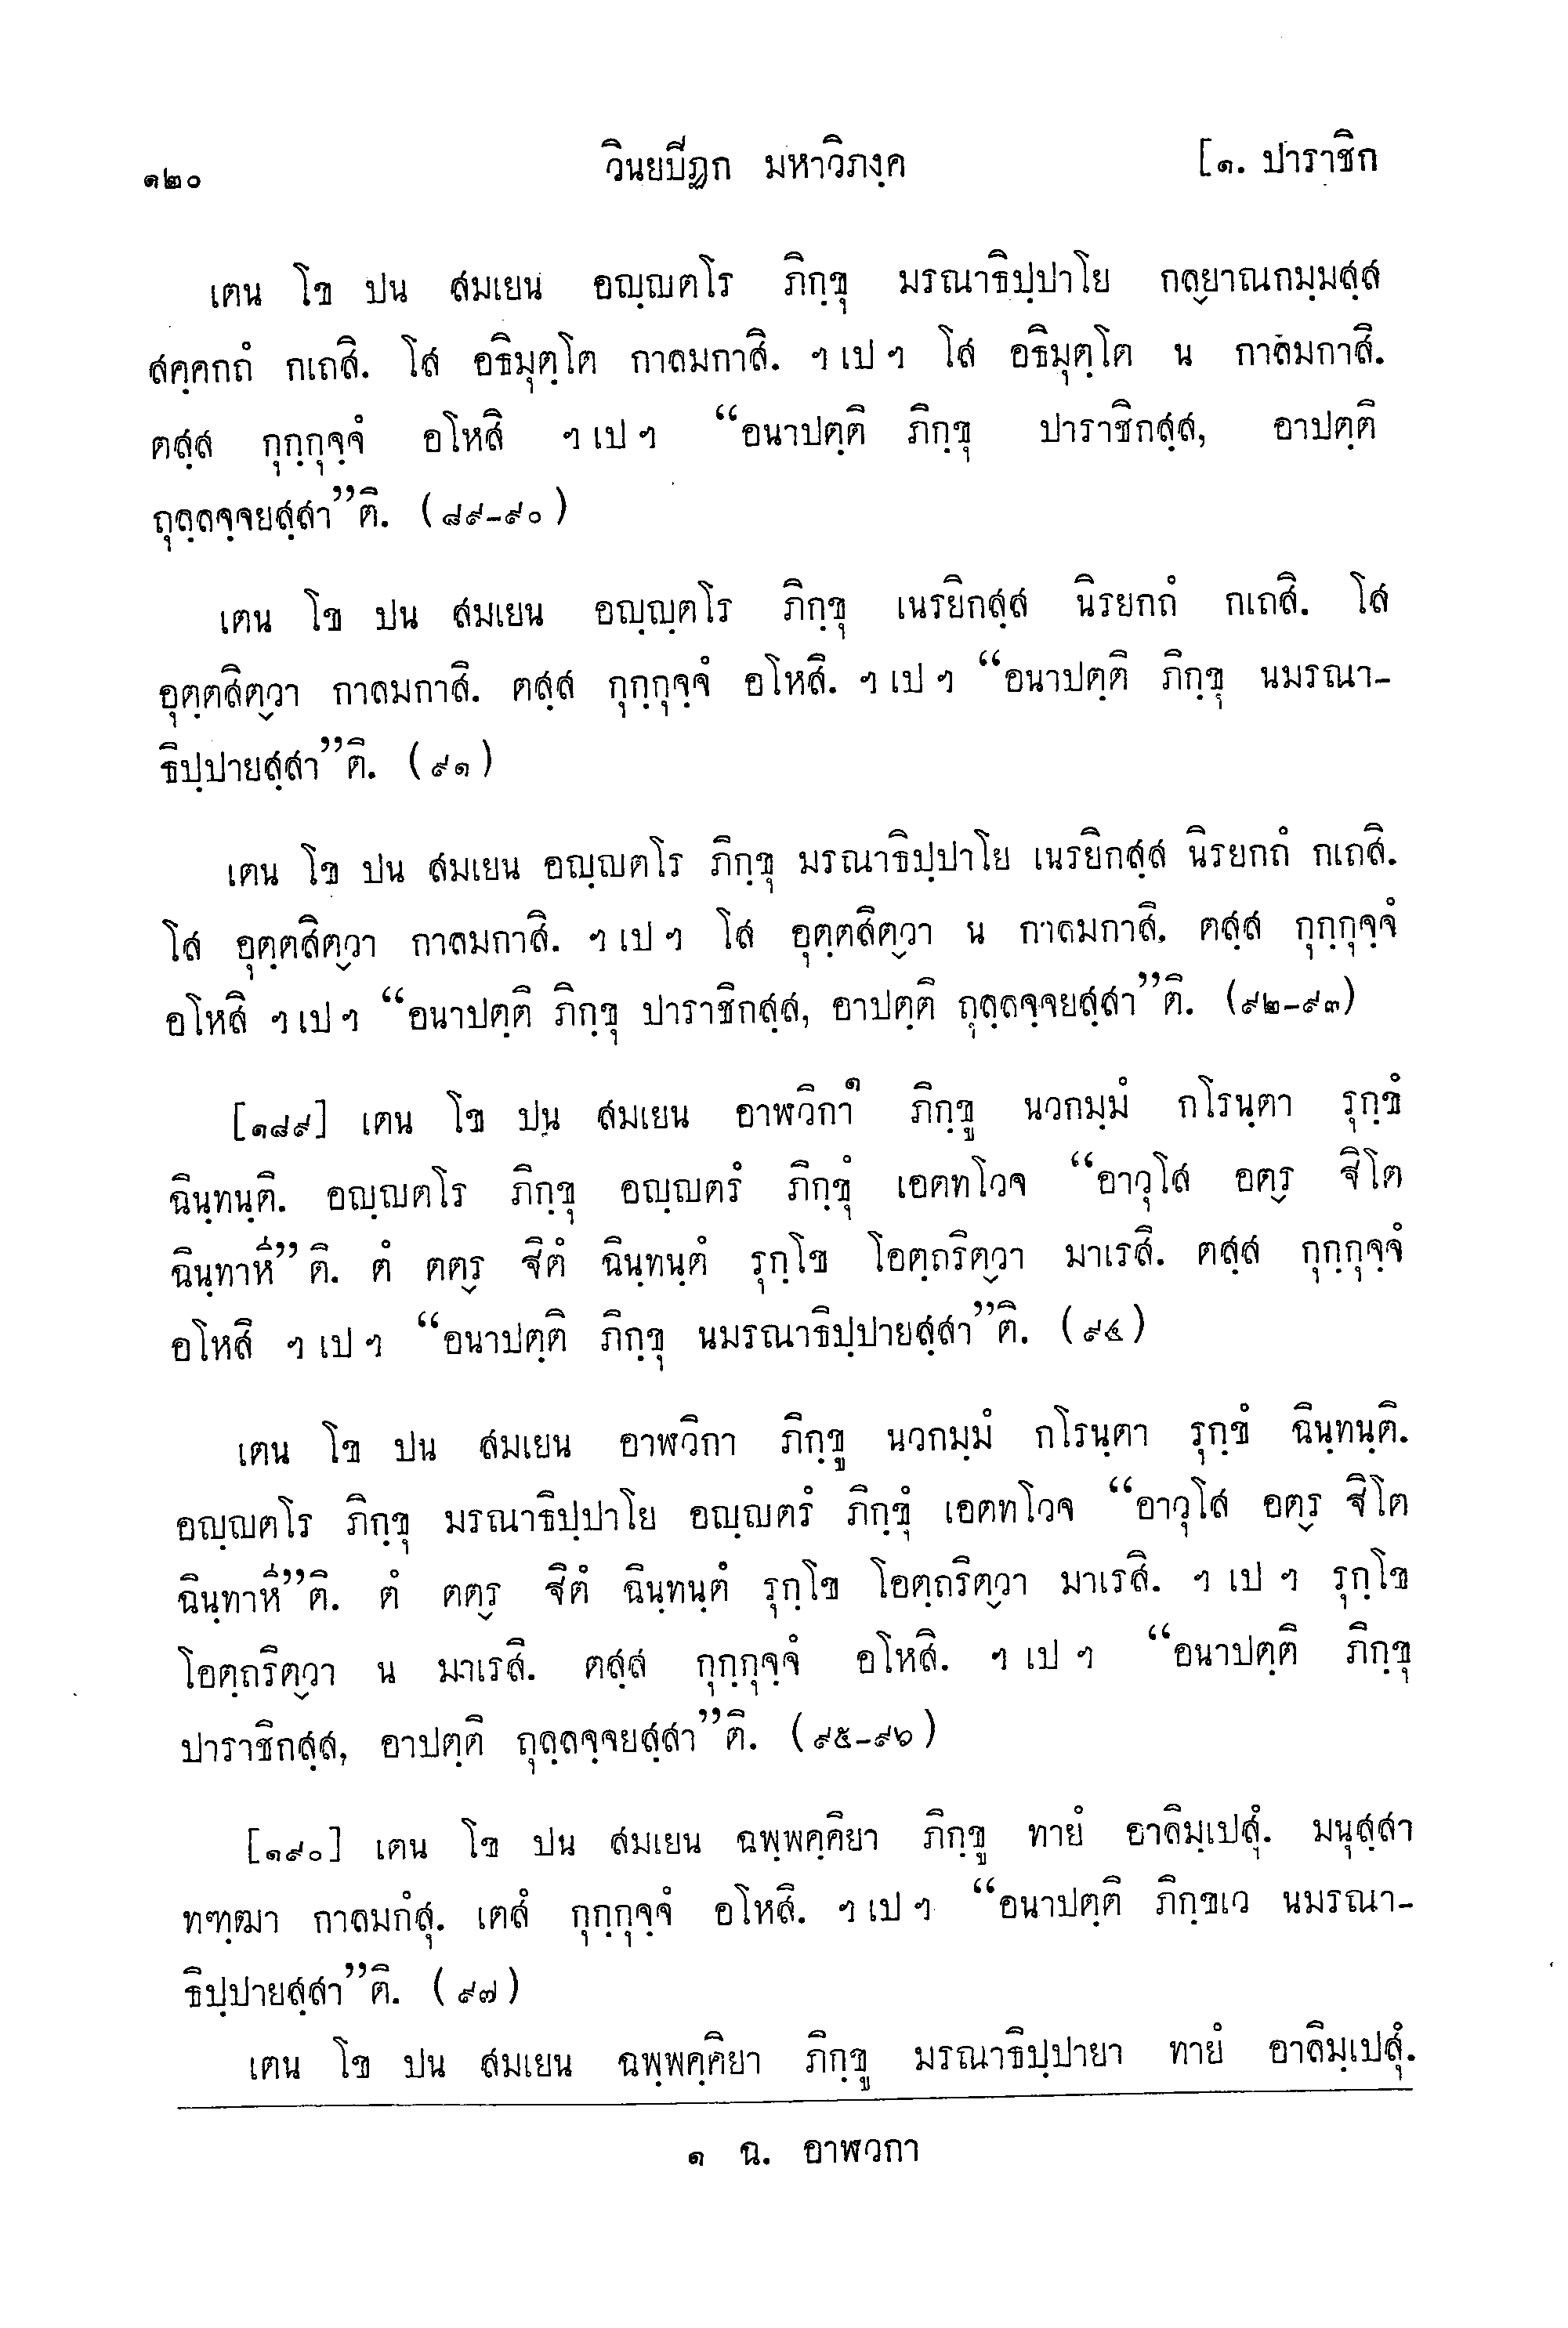 ๑๒๐ วินยปีฏก มหาวิภงฺค [๑. ปาราชิก
เตน โข ปน สมเยน อญฺญตโร ภิกฺขุ มรณาธิปฺปาโย กลฺยาณกมฺมสฺส
สคฺคกถํ กเถสิ. โส อธิมุตฺโต กาลมกาสิ. ฯ เป ฯ โส อธิมุตฺโต น กาลมกาสิ.
ตสฺส กุกฺกุจฺจํ อโหสิ ฯ เป ฯ “อนาปตฺติ ภิกฺขุ ปาราชิกสฺส, อาปตฺติ
ถุลฺลจฺจยสฺสา”ติ. (๘๙-๙๐)
เตน โข ปน สมเยน อญฺญฺตโร ภิกฺขุ เนรยิกสฺส นิรยกถํ กเถสิ. โส
อุตฺตสิตฺวา กาลมกาสิ. ตสฺส กุกฺกุจฺจํ อโหสิ. ฯ เป ฯ “อนาปตฺติ ภิกฺขุ นมรณา-
ธิปฺปายสฺสา”ติ. (๙๑)
เตน โข ปน สมเยน อญฺญตโร ภิกฺขุ มรณาธิปฺปาโย เนรยิกสฺส นิรยกถํ กเถสิ.
โส อุตฺตสิตฺวา กาลมกาสิ. ฯ เป ฯ โส อุตฺตสิตฺวา น กาลมกาสิ. ตสฺส กุกฺกุจฺจํ
อโหสิ ฯ เป ฯ “อนาปตฺติ ภิกฺขุ ปาราชิกสฺส, อาปตฺติ ถุลฺลจฺจยสฺสา”ติ. (๙๒-๙๓)
[๑๘๙] เตน โข ปน สมเยน อาฬวิกา๑ ภิกฺขู นวกมฺมํ กโรนฺตา รุกฺขํ
ฉินฺทนฺติ. อญฺญตโร ภิกฺขุ อญฺญตรํ ภิกฺขุํ เอตทโวจ “อาวุโส อตฺร ฐิโต
ฉินฺทาหี”ติ. ตํ ตตฺร ฐิตํ ฉินฺทนฺตํ รุกฺโข โอตฺถริตฺวา มาเรสิ. ตสฺส กุกฺกุจฺจํ
อโหสิ ฯ เป ฯ “อนาปตฺติ ภิกฺขุ นมรณาธิปฺปายสฺสา”ติ. (๙๔)
เตน โข ปน สมเยน อาฬวิกา ภิกฺขู นวกมฺมํ กโรนฺตา รุกฺขํ ฉินฺทนฺติ.
อญฺญตโร ภิกฺขุ มรณาธิปฺปาโย อญฺญตรํ ภิกฺขุํ เอตทโวจ “อาวุโส อตฺร ฐิโต
ฉินฺทาหี”ติ. ตํ ตตฺร ฐิตํ ฉินฺทนฺตํ รุกฺโข โอตฺถริตฺวา มาเรสิ. ฯ เป ฯ รุกฺโข
โอตฺถริตฺวา น มาเรสิ. ตสฺส กุกฺกุจฺจํ อโหสิ. ฯ เป ฯ “อนาปตฺติ ภิกฺขุ
ปาราชิกสฺส, อาปตฺติ ถุลฺลจฺจยสฺสา”ติ. (๙๕-๙๖)
[๑๙๐] เตน โข ปน สมเยน ฉพฺพคฺคิยา ภิกฺขู ทายํ อาลิมฺเปสุํ. มนุสฺสา
ทฑฺฒา กาลมกํสุ. เตสํ กุกฺกุจฺจํ อโหสิ. ฯ เป ฯ “อนาปตฺติ ภิกฺขเว นมรณา-
ธิปฺปายสฺสา”ติ. (๙๗)
เตน โข ปน สมเยน ฉพฺพคฺคิยา ภิกฺขู มรณาธิปฺปายา ทายํ อาลิมฺเปสุํ.
๑ ฉ. อาฬวกา